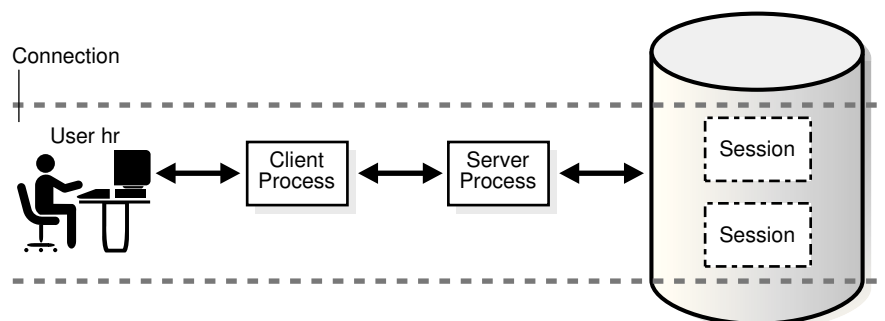 Connection
User hr
Client
Process
Server
Process
Session
Session